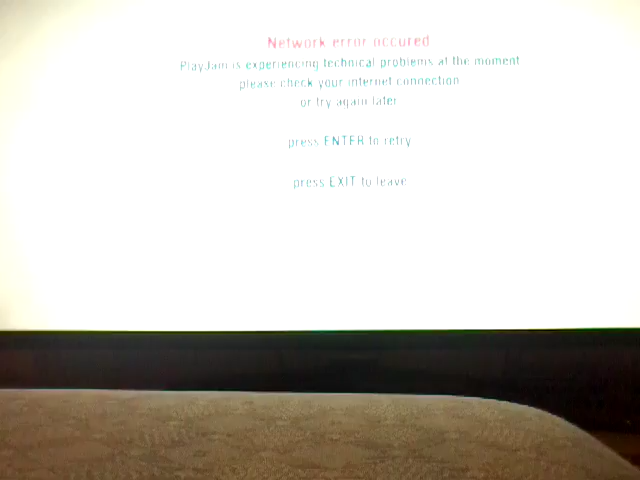 Network error occured
PlayJam is experiencing technical problems at the moment
please check your internet connection
or try again later
press ENTER to retry
press EXIT to leave